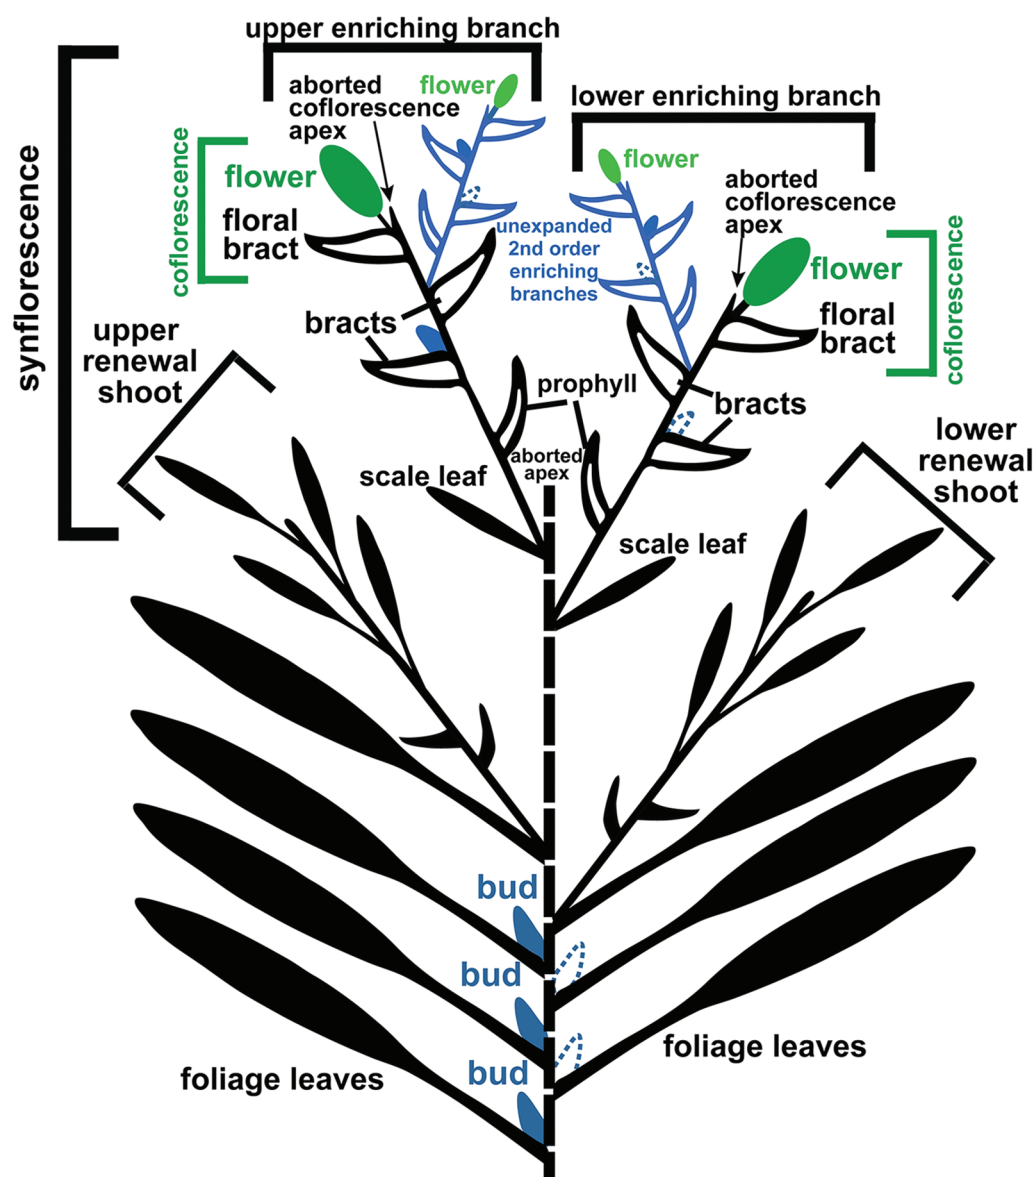 upper enriching branch
aborted
coflorescence
apex
flower
lower enriching branch
flower
synflorescence
coflorescence
flower
floral
bract
unexpanded
2nd order
enriching
branches
aborted
coflorescence
apex
flower
floral
bract
coflorescence
upper
renewal
shoot
bracts
prophyll
bracts
aborted
apex
scale leaf
lower
renewal
shoot
scale leaf
bud
bud
bud
foliage leaves
foliage leaves